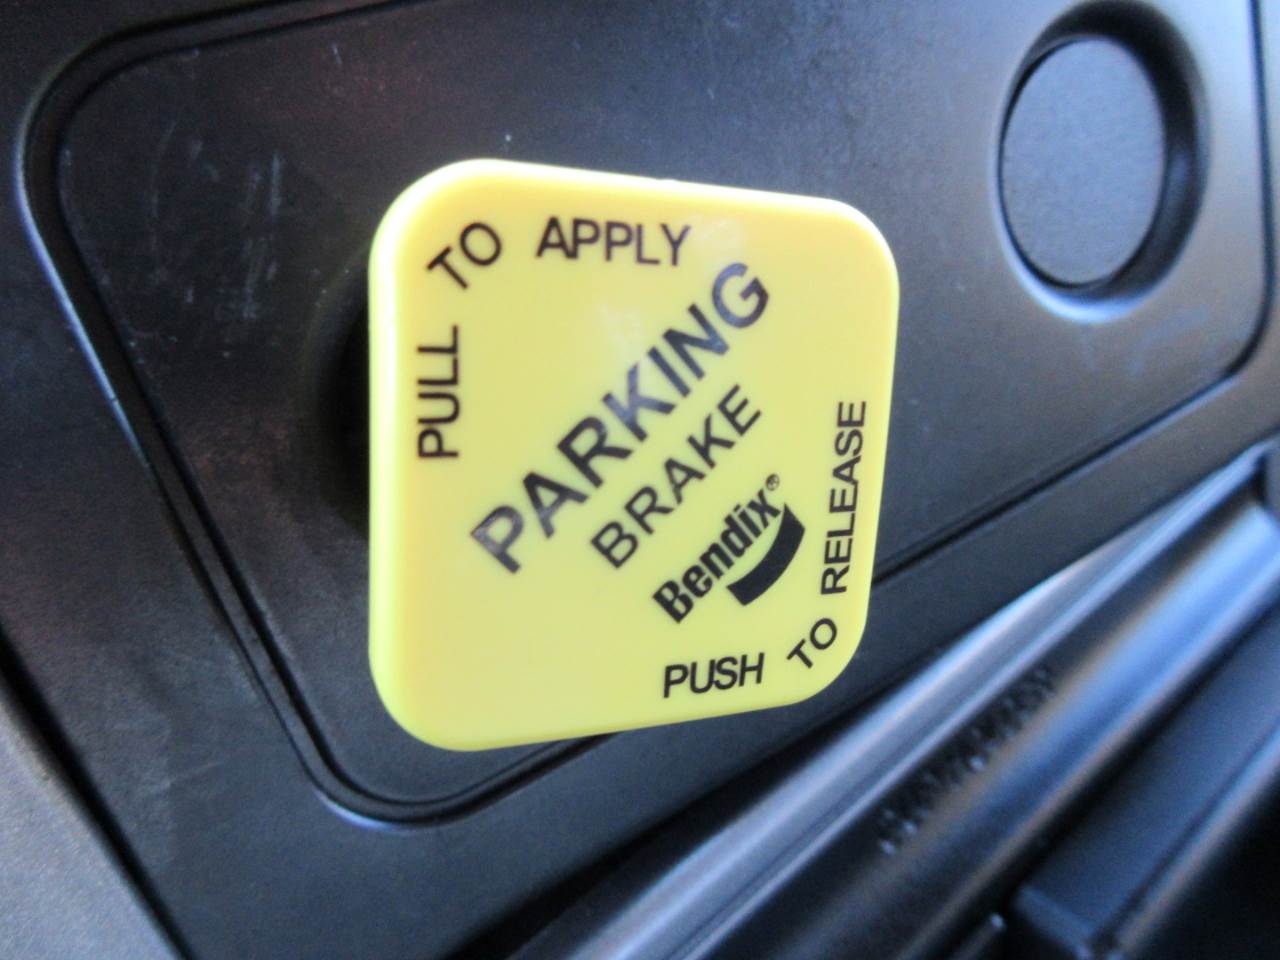 PULL TO APPLY
PARKING
BRAKE
Bendix®
PUSH TO RELEASE